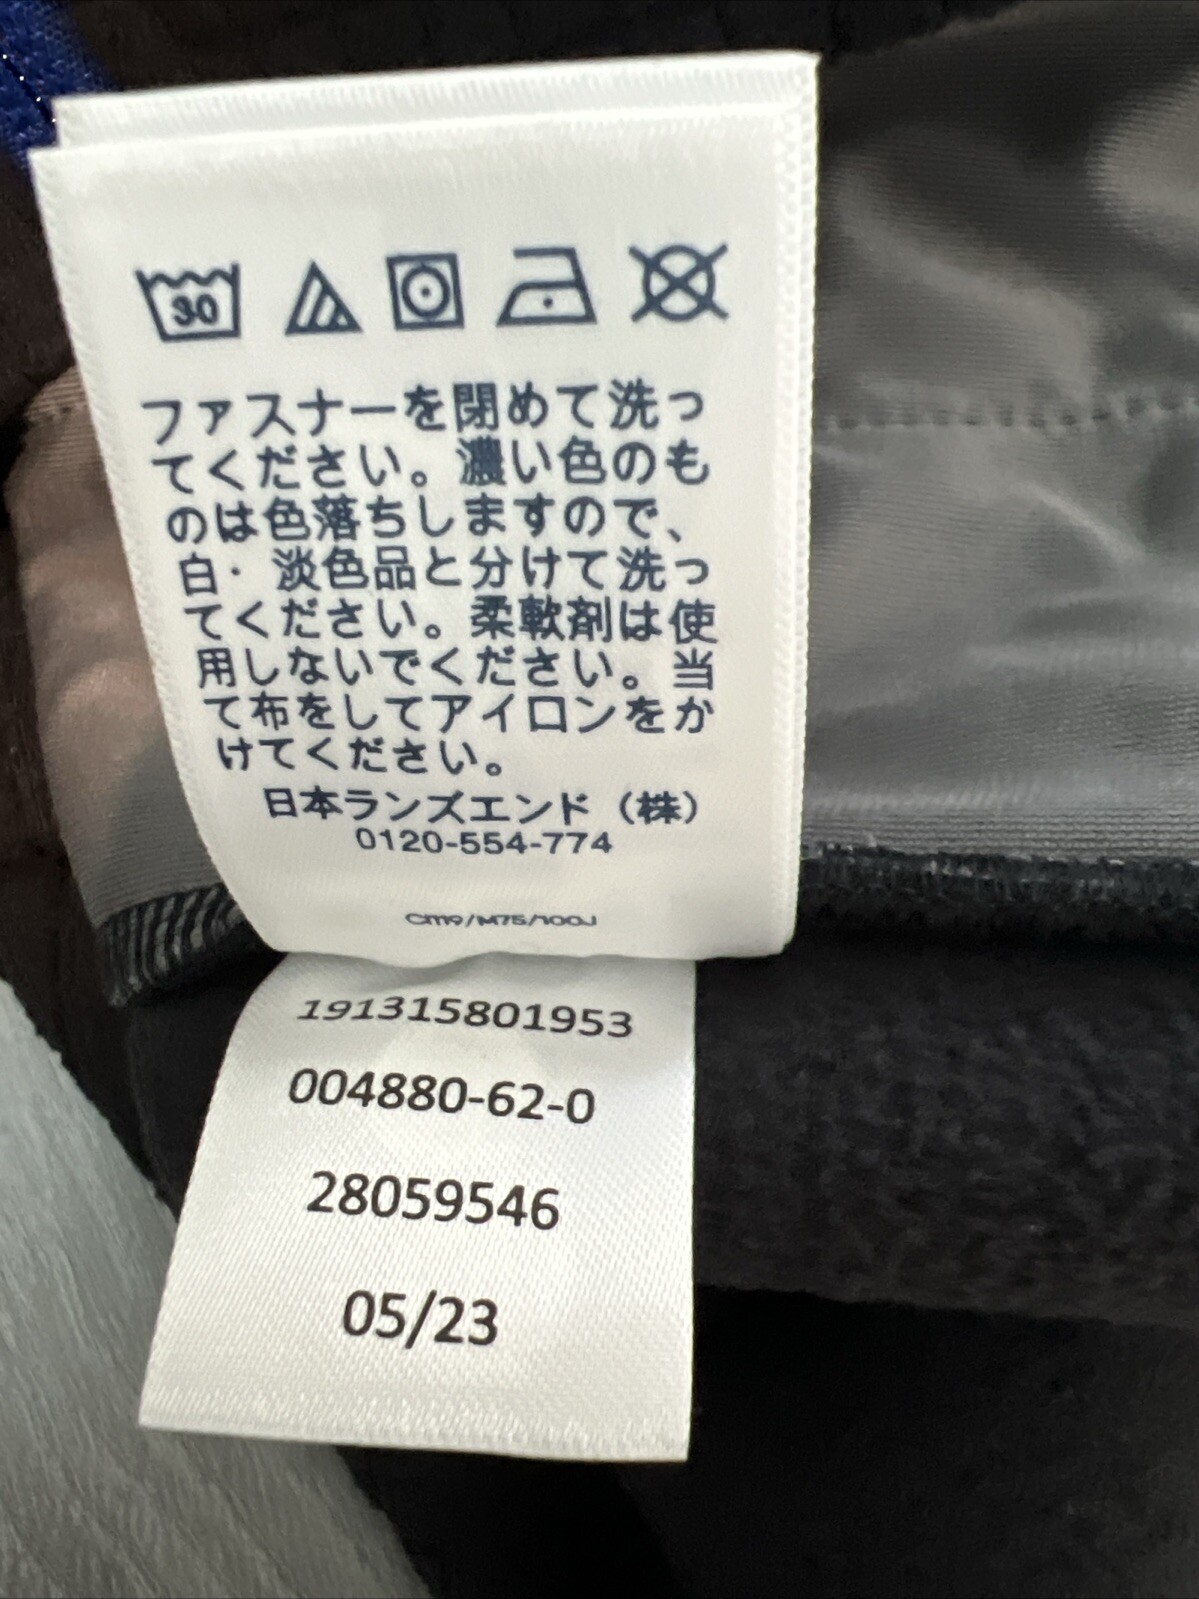 30
ファスナーを閉めて洗っ
てください。濃い色のも
のは色落ちしますので、
白・淡色品と分けて洗っ
てください。柔軟剤は使
用しないでください。当
て布をしてアイロンをか
けてください。
日本ランズエンド（株）
0120-554-774
CM19/M75/100J
191315801953
004880-62-0
28059546
05/23